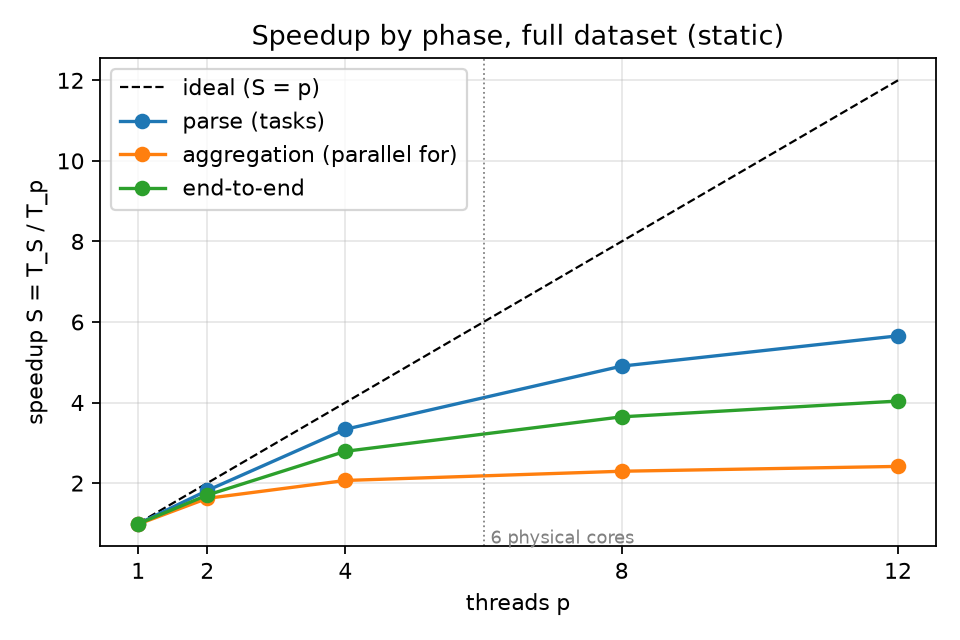 Speedup by phase, full dataset (static)
ideal (S = p)
parse (tasks)
aggregation (parallel for)
end-to-end
speedup S = T_S / T_p
12
10
8
6
4
2
6 physical cores
1 2 4 8 12
threads p